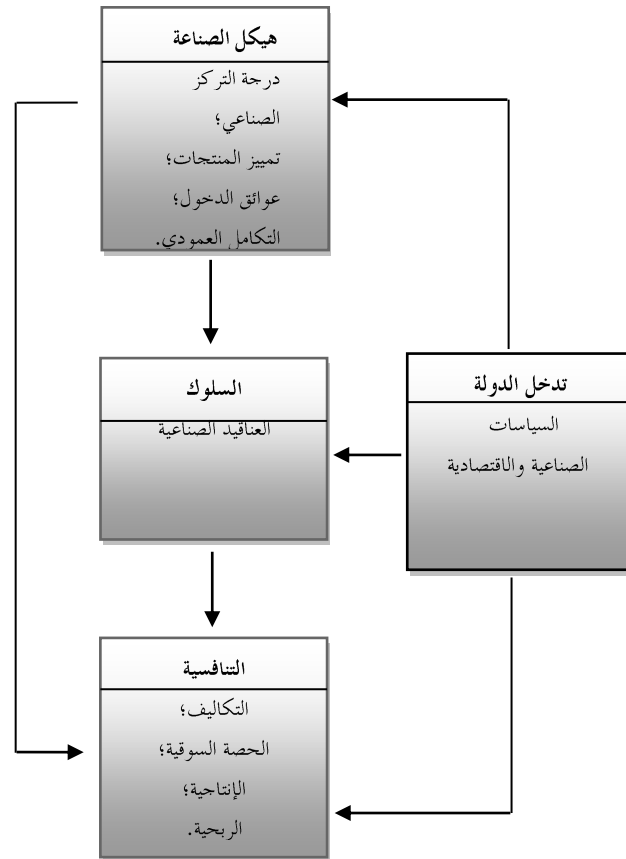 هيكل الصناعة
درجة التركز
الصناعي؛
تمييز المنتجات؛
عوائق الدخول؛
التكامل العمودي.
تدخل الدولة
السياسات
الصناعية والاقتصادية
السلوك
العناقيد الصناعية
التنافسية
التكاليف؛
الحصة السوقية؛
الإنتاجية؛
الربحية.